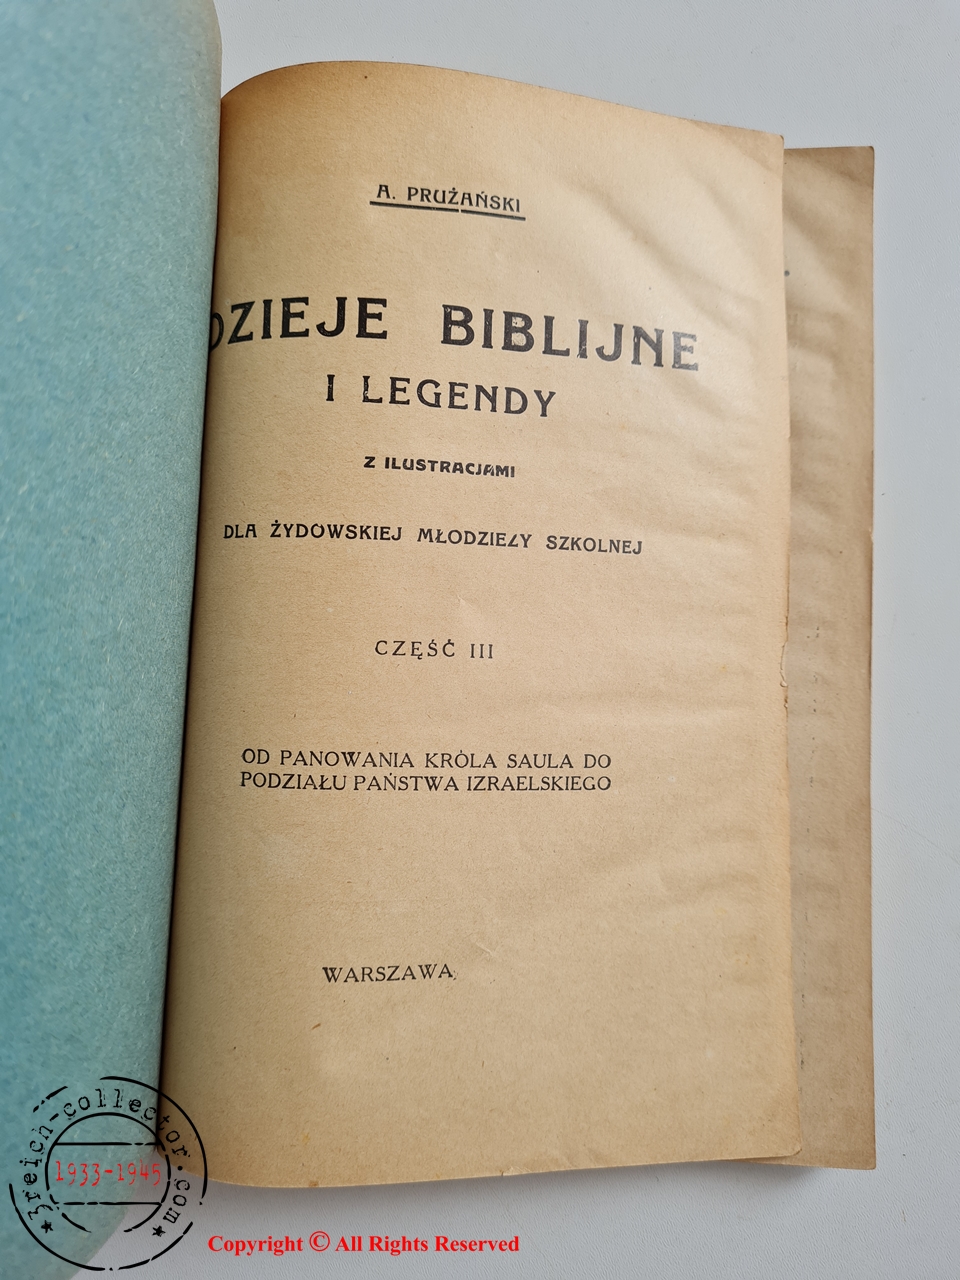 A. PRUŻAŃSKI
DZIEJE BIBLIJNE
I LEGENDY
Z ILUSTRACJAMI
DLA ŻYDOWSKIEJ MŁODZIEŻY SZKOLNEJ
CZĘŚĆ III
OD PANOWANIA KRÓLA SAULA DO
PODZIAŁU PAŃSTWA IZRAELSKIEGO
WARSZAWA
3reich-collector.com
1933-1945
Copyright © All Rights Reserved